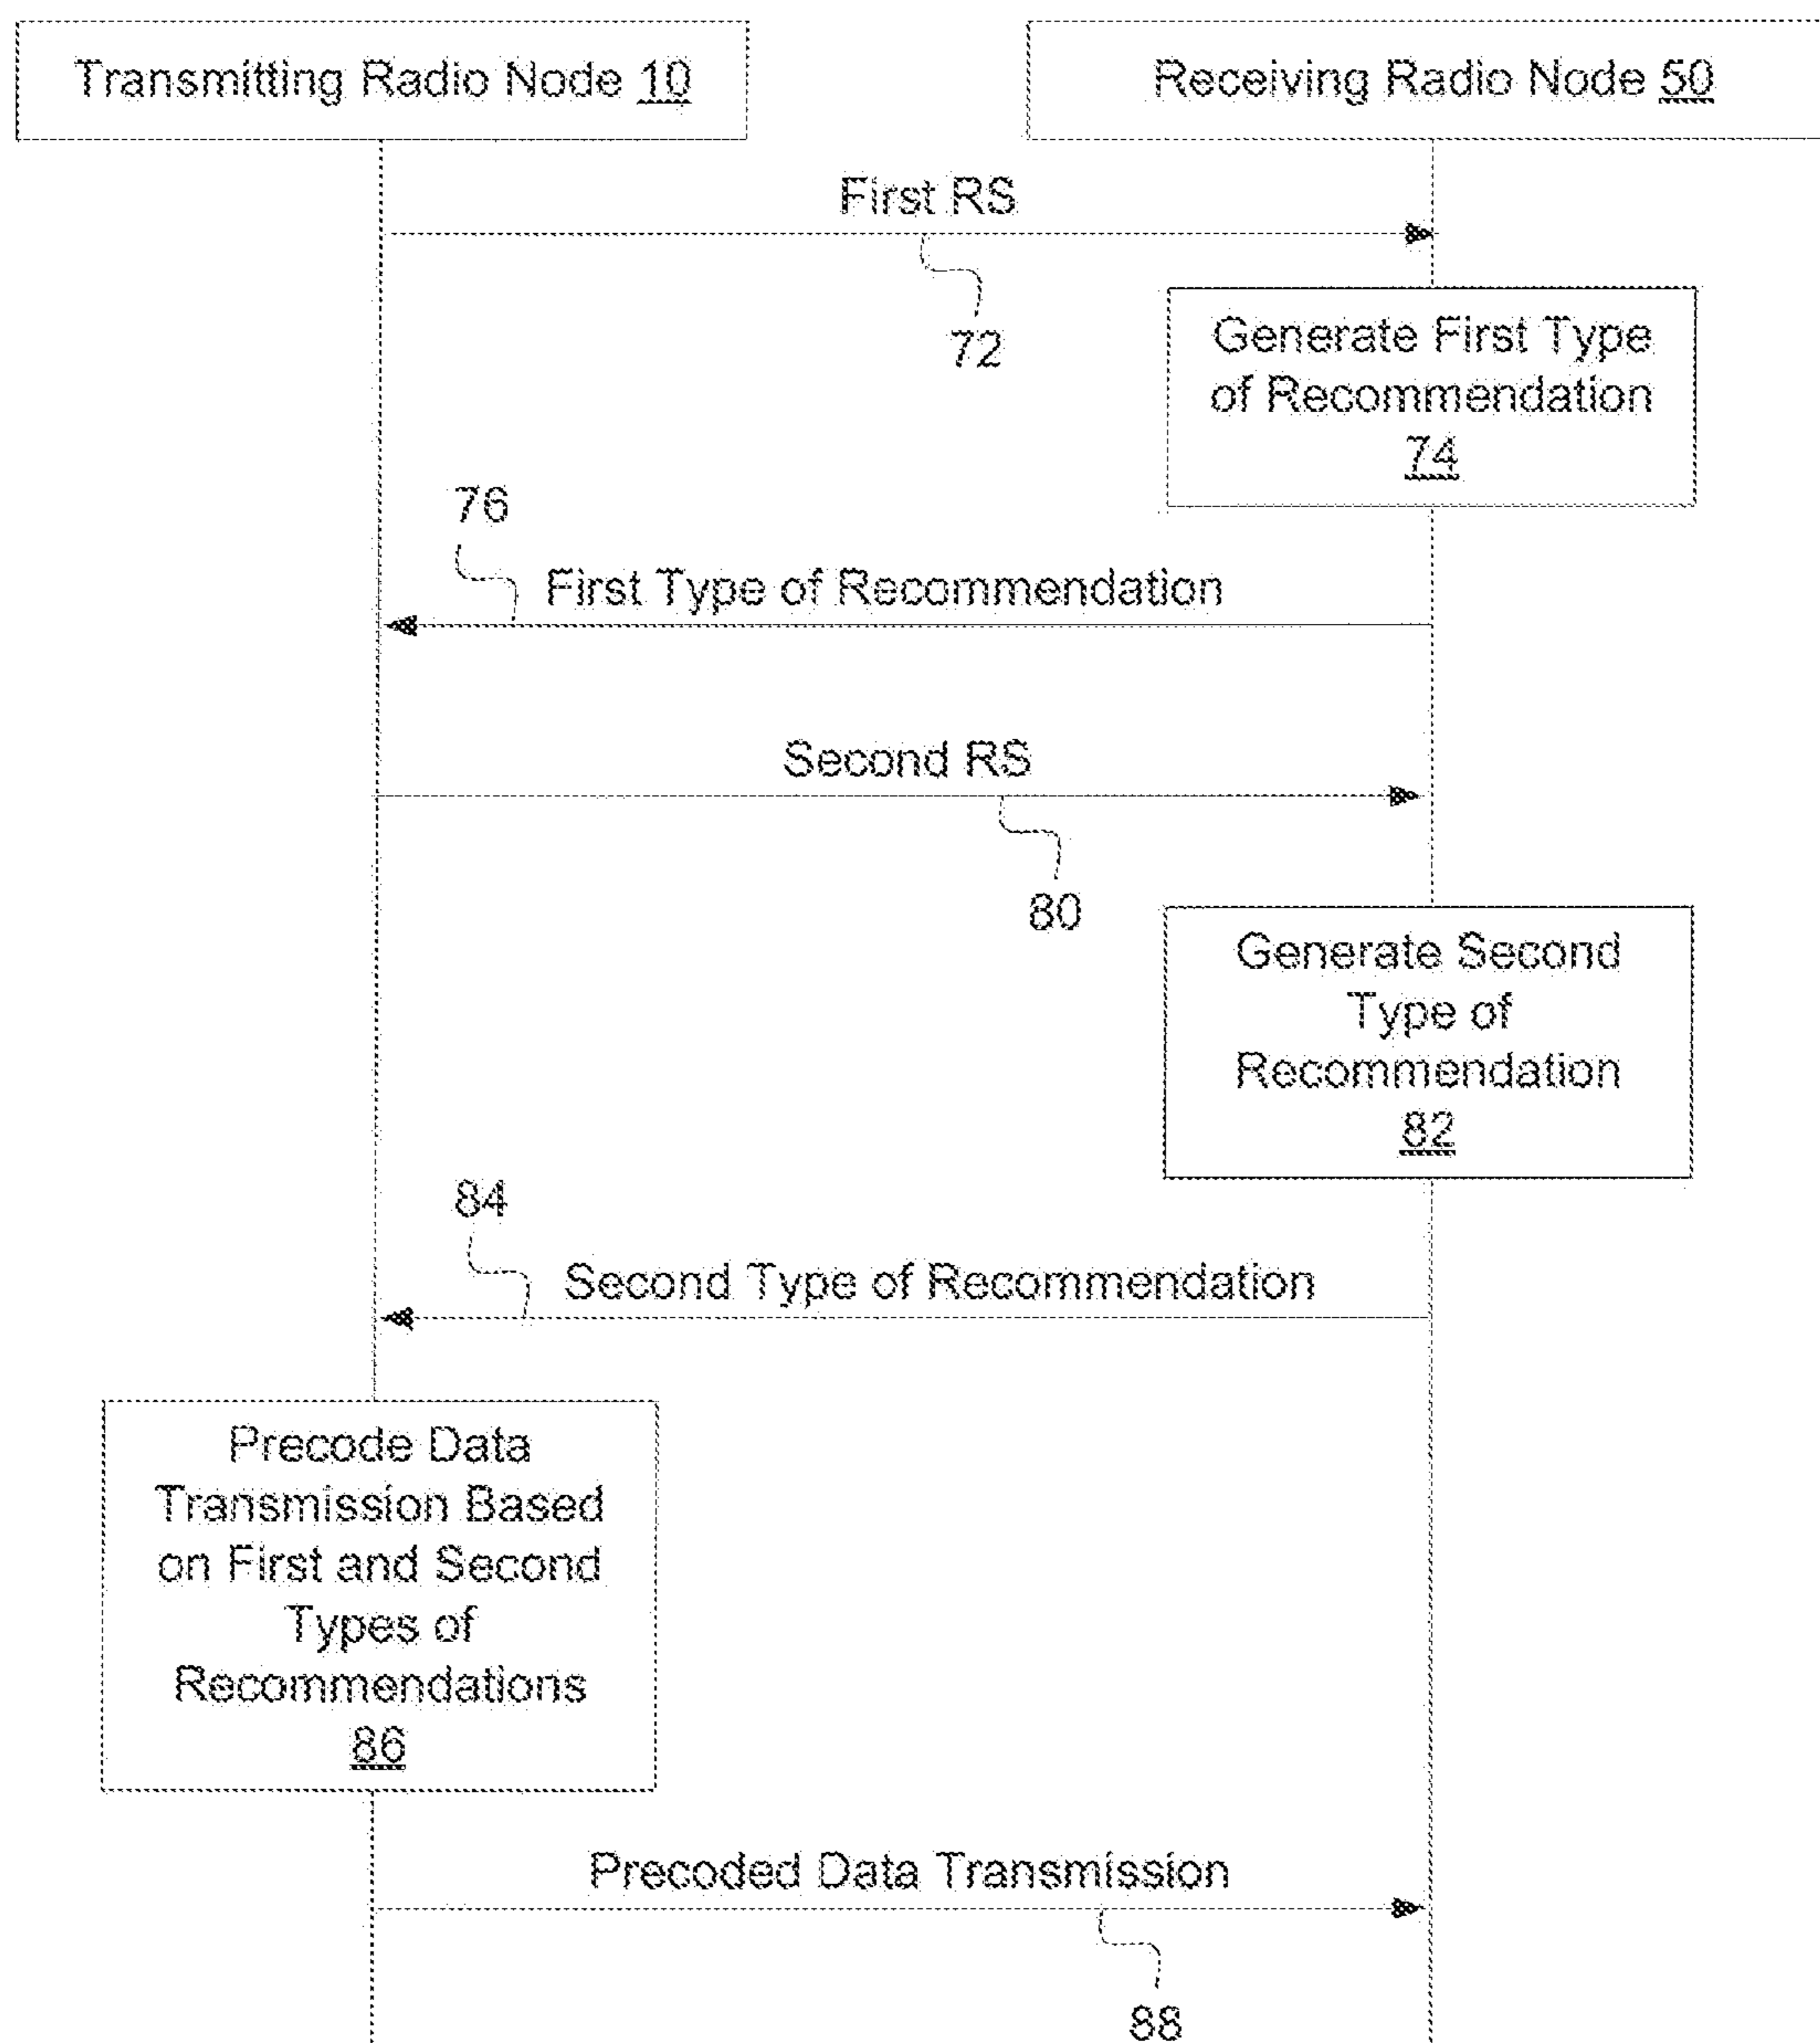 Transmitting Radio Node 10
Receiving Radio Node 50
First RS
72
Generate First Type
of Recommendation
74
76
First Type of Recommendation
Second RS
80
Generate Second
Type of
Recommendation
82
84
Second Type of Recommendation
Precode Data
Transmission Based
on First and Second
Types of
Recommendations
86
Precoded Data Transmission
88